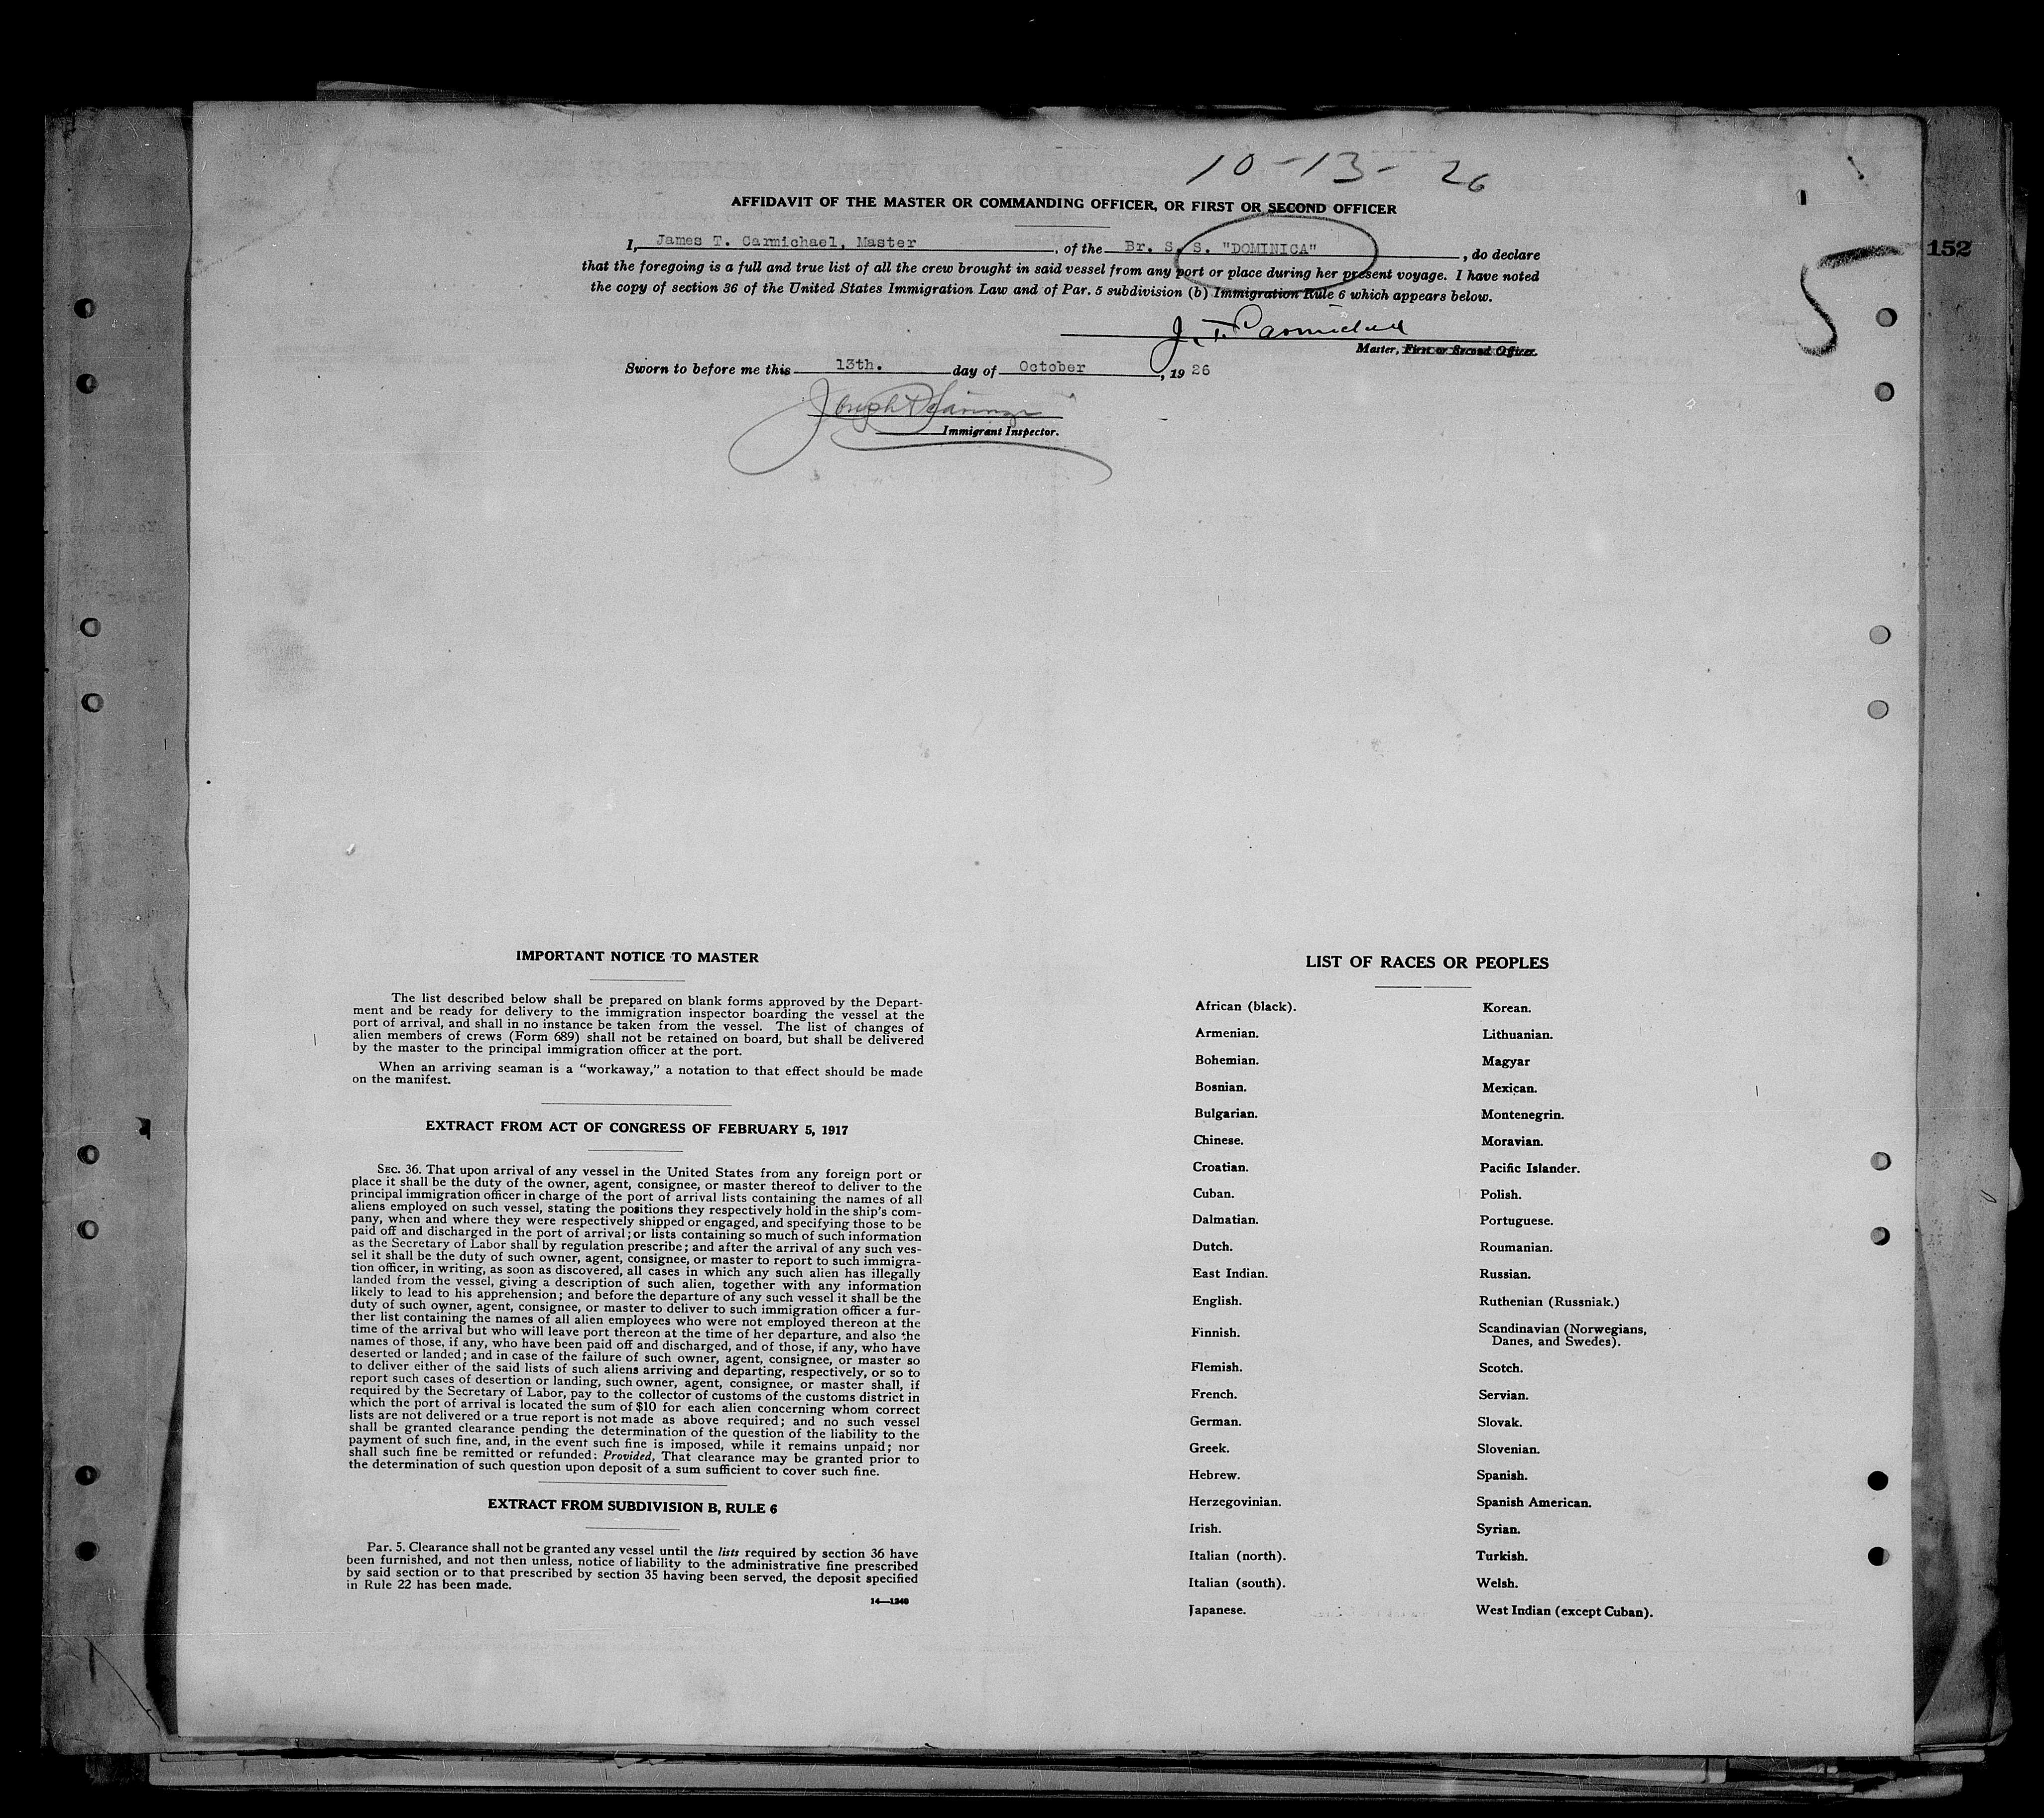 10-13-26
AFFIDAVIT OF THE MASTER OR COMMANDING OFFICER, OR FIRST OR SECOND OFFICER
I, James T. Carmichael, Master, of the Br. S. S. "DOMINICA", do declare
152
5
that the foregoing is a full and true list of all the crew brought in said vessel from any port or place during her present voyage. I have noted
the copy of section 36 of the United States Immigration Law and of Par. 5 subdivision (b) Immigration Rule 6 which appears below.
J. T. Carmichael
Master, First or Second Officer.
Sworn to before me this 13th. day of October, 1926
Joseph
Immigrant Inspector.
IMPORTANT NOTICE TO MASTER
The list described below shall be prepared on blank forms approved by the Depart-
ment and be ready for delivery to the immigration inspector boarding the vessel at the
port of arrival, and shall in no instance be taken from the vessel. The list of changes of
alien members of crews (Form 689) shall not be retained on board, but shall be delivered
by the master to the principal immigration officer at the port.
When an arriving seaman is a "workaway," a notation to that effect should be made
on the manifest.
EXTRACT FROM ACT OF CONGRESS OF FEBRUARY 5, 1917
SEC. 36. That upon arrival of any vessel in the United States from any foreign port or
place it shall be the duty of the owner, agent, consignee, or master thereof to deliver to the
principal immigration officer in charge of the port of arrival lists containing the names of all
aliens employed on such vessel, stating the positions they respectively hold in the ship's com-
pany, when and where they were respectively shipped or engaged, and specifying those to be
paid off and discharged in the port of arrival; or lists containing so much of such information
as the Secretary of Labor shall by regulation prescribe; and after the arrival of any such ves-
sel it shall be the duty of such owner, agent, consignee, or master to report to such immigra-
tion officer, in writing, as soon as discovered, all cases in which any such alien has illegally
landed from the vessel, giving a description of such alien, together with any information
likely to lead to his apprehension; and before the departure of any such vessel it shall be the
duty of such owner, agent, consignee, or master to deliver to such immigration officer a fur-
ther list containing the names of all alien employees who were not employed thereon at the
time of the arrival but who will leave port thereon at the time of her departure, and also the
names of those, if any, who have been paid off and discharged, and of those, if any, who have
deserted or landed; and in case of the failure of such owner, agent, consignee, or master so
to deliver either of the said lists of such aliens arriving and departing, respectively, or so to
report such cases of desertion or landing, such owner, agent, consignee, or master shall, if
required by the Secretary of Labor, pay to the collector of customs of the customs district in
which the port of arrival is located the sum of $10 for each alien concerning whom correct
lists are not delivered or a true report is not made as above required; and no such vessel
shall be granted clearance pending the determination of the question of the liability to the
payment of such fine, and, in the event such fine is imposed, while it remains unpaid; nor
shall such fine be remitted or refunded: Provided, That clearance may be granted prior to
the determination of such question upon deposit of a sum sufficient to cover such fine.
EXTRACT FROM SUBDIVISION B, RULE 6
Par. 5. Clearance shall not be granted any vessel until the lists required by section 36 have
been furnished, and not then unless, notice of liability to the administrative fine prescribed
by said section or to that prescribed by section 35 having been served, the deposit specified
in Rule 22 has been made.
14—1240
LIST OF RACES OR PEOPLES
African (black).
Armenian.
Bohemian.
Bosnian.
Bulgarian.
Chinese.
Croatian.
Cuban.
Dalmatian.
Dutch.
East Indian.
English.
Finnish.
Flemish.
French.
German.
Greek.
Hebrew.
Herzegovinian.
Irish.
Italian (north).
Italian (south).
Japanese.
Korean.
Lithuanian.
Magyar
Mexican.
Montenegrin.
Moravian.
Pacific Islander.
Polish.
Portuguese.
Roumanian.
Russian.
Ruthenian (Russniak.)
Scandinavian (Norwegians,
Danes, and Swedes).
Scotch.
Servian.
Slovak.
Slovenian.
Spanish.
Spanish American.
Syrian.
Turkish.
Welsh.
West Indian (except Cuban).